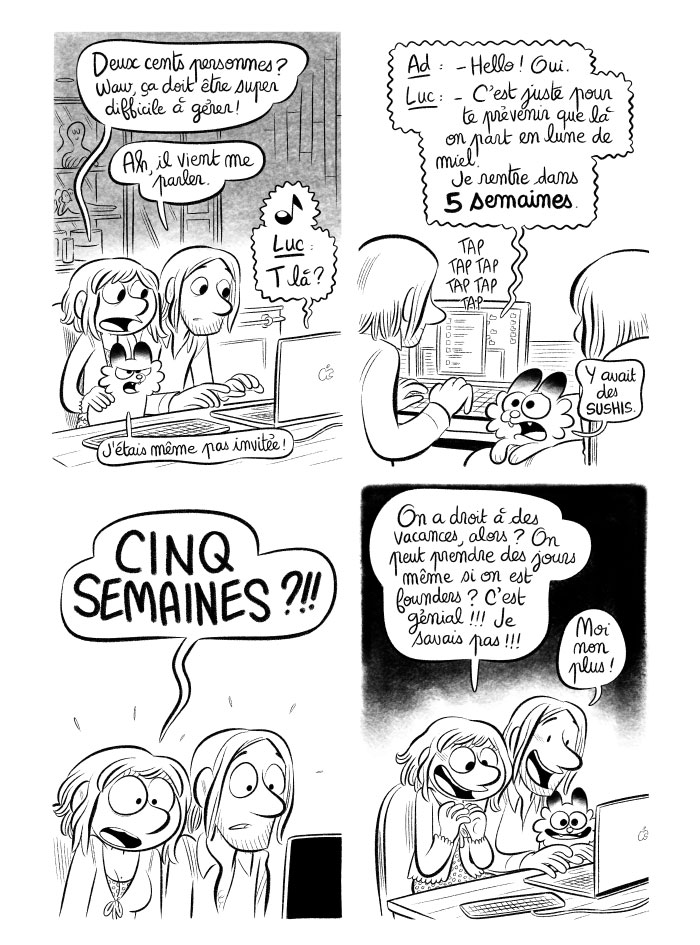 Deux cents personnes?
Waw, ça doit être super
difficile à gérer!
Ah, il vient me
parler.
Luc :
T là ?
J'étais même pas invitée!
Ad : - Hello ! Oui.
Luc : - C'est juste pour
te prévenir que là
on part en lune de
miel.
Je rentre dans
5 semaines.
TAP
TAP TAP
TAP TAP
TAP
Y avait
des
SUSHIS.
CINQ
SEMAINES ?!!
On a droit à des
vacances, alors ? On
peut prendre des jours
même si on est
founders ? C'est
génial !!! Je
savais pas !!!
Moi
non
plus !